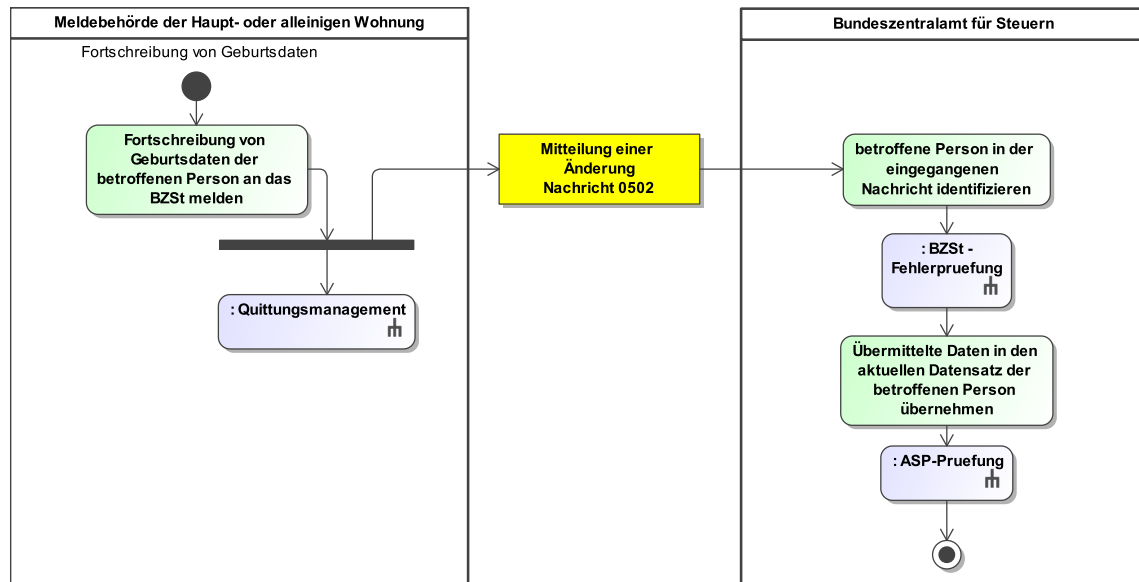 Meldebehörde der Haupt- oder alleinigen Wohnung
Fortschreibung von Geburtsdaten
Fortschreibung von
Geburtsdaten der
betroffenen Person an das
BZSt melden
: Quittungsmanagement
Mitteilung einer
Änderung
Nachricht 0502
Bundeszentralamt für Steuern
betroffene Person in der
eingegangenen
Nachricht identifizieren
: BZSt -
Fehlerpruefung
Übermittelte Daten in den
aktuellen Datensatz der
betroffenen Person
übernehmen
: ASP-Pruefung